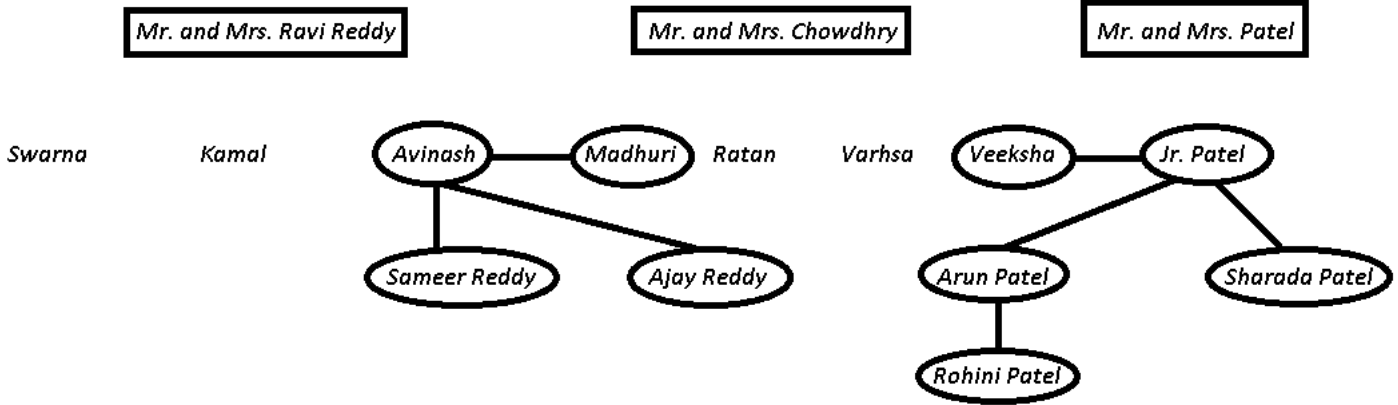 Mr. and Mrs. Ravi Reddy
Mr. and Mrs. Chowdhry
Mr. and Mrs. Patel
Swarna
Kamal
Avinash
Madhuri
Ratan
Varhsa
Veeksha
Jr. Patel
Sameer Reddy
Ajay Reddy
Arun Patel
Sharada Patel
Rohini Patel